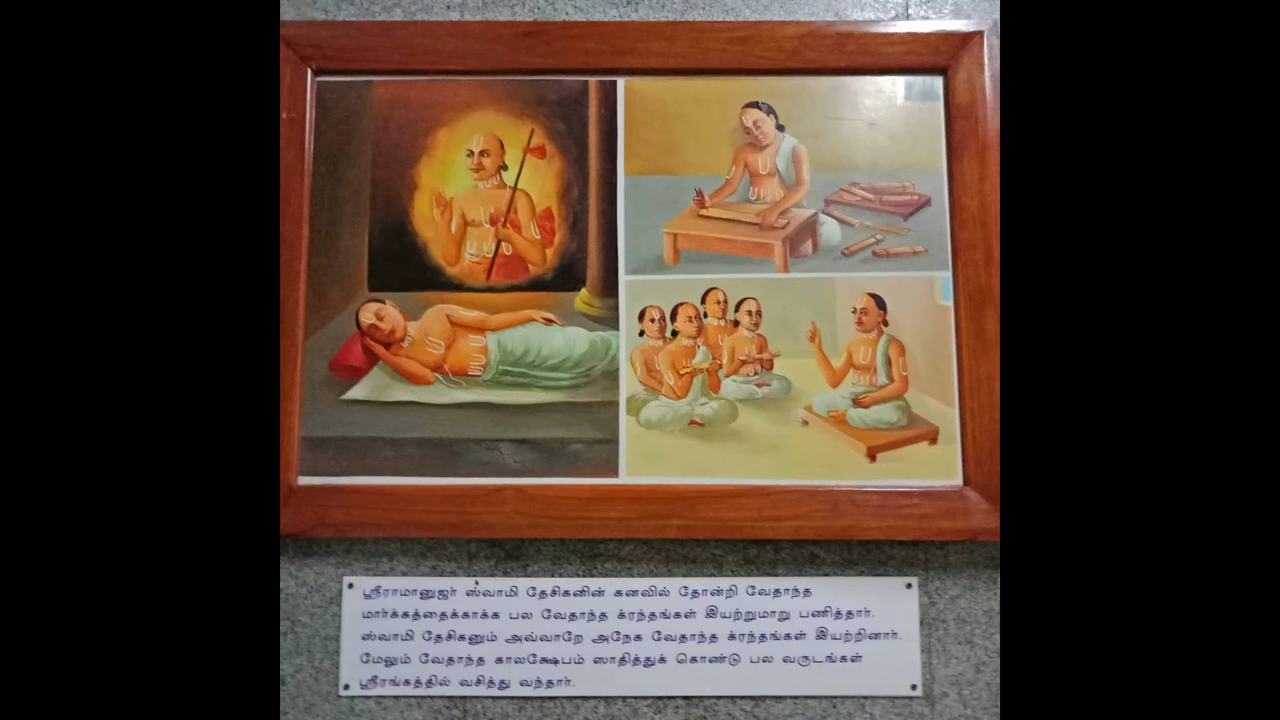 ஸ்ரீராமானுஜர் ஸ்வாமி தேசிகனின் கனவில் தோன்றி வேதாந்த
மார்க்கத்தைக்காக்க பல வேதாந்த க்ரந்தங்கள் இயற்றுமாறு பணித்தார்.
ஸ்வாமி தேசிகனும் அவ்வாறே அநேக வேதாந்த க்ரந்தங்கள் இயற்றினார்.
மேலும் வேதாந்த காலக்ஷேபம் ஸாதித்துக் கொண்டு பல வருடங்கள்
ஸ்ரீரங்கத்தில் வசித்து வந்தார்.